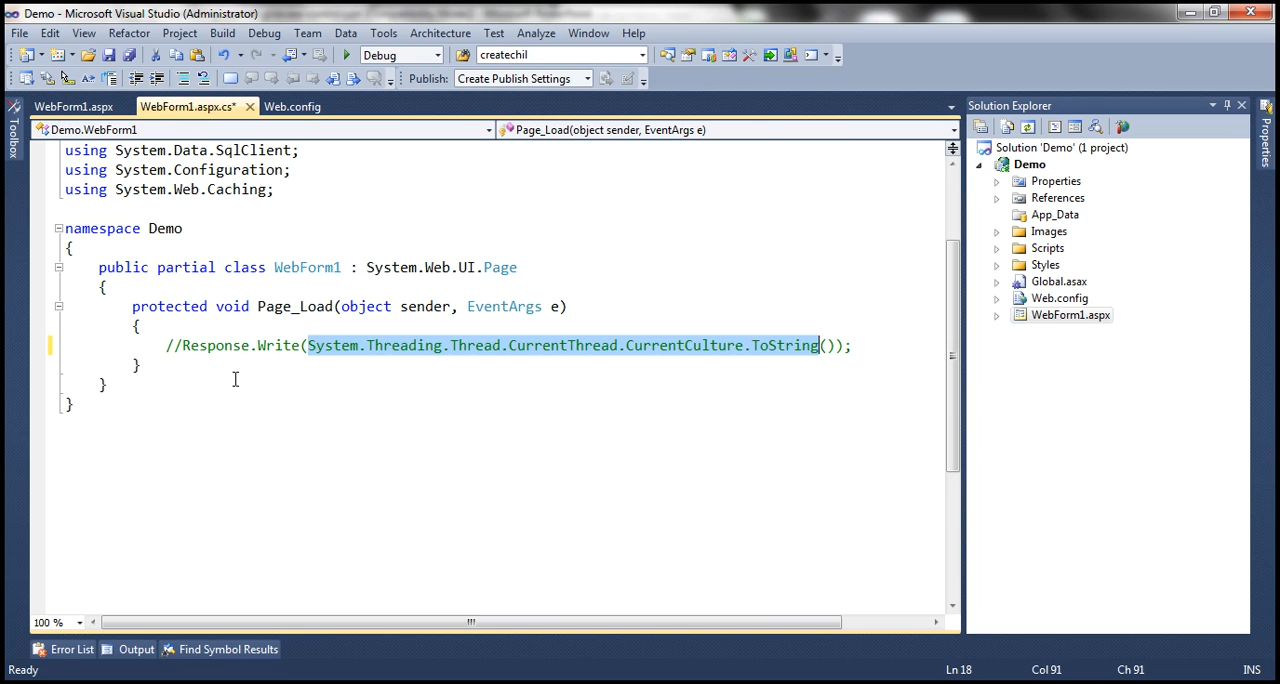 Demo - Microsoft Visual Studio (Administrator)
File Edit View Refactor Project Build Debug Team Data Tools Architecture Test Analyze Window Help
Debug createchil
Publish: Create Publish Settings
WebForm1.aspx WebForm1.aspx.cs* Web.config
Demo.WebForm1 Page_Load(object sender, EventArgs e)
using System.Data.SqlClient;
using System.Configuration;
using System.Web.Caching;
namespace Demo
{
public partial class WebForm1 : System.Web.UI.Page
{
protected void Page_Load(object sender, EventArgs e)
{
//Response.Write(System.Threading.Thread.CurrentThread.CurrentCulture.ToString());
}
}
}
100 %
Toolbox
Solution Explorer
Solution 'Demo' (1 project)
Demo
Properties
References
App_Data
Images
Scripts
Styles
Global.asax
Web.config
WebForm1.aspx
Properties
Error List Output Find Symbol Results
Ready Ln 18 Col 91 Ch 91 INS